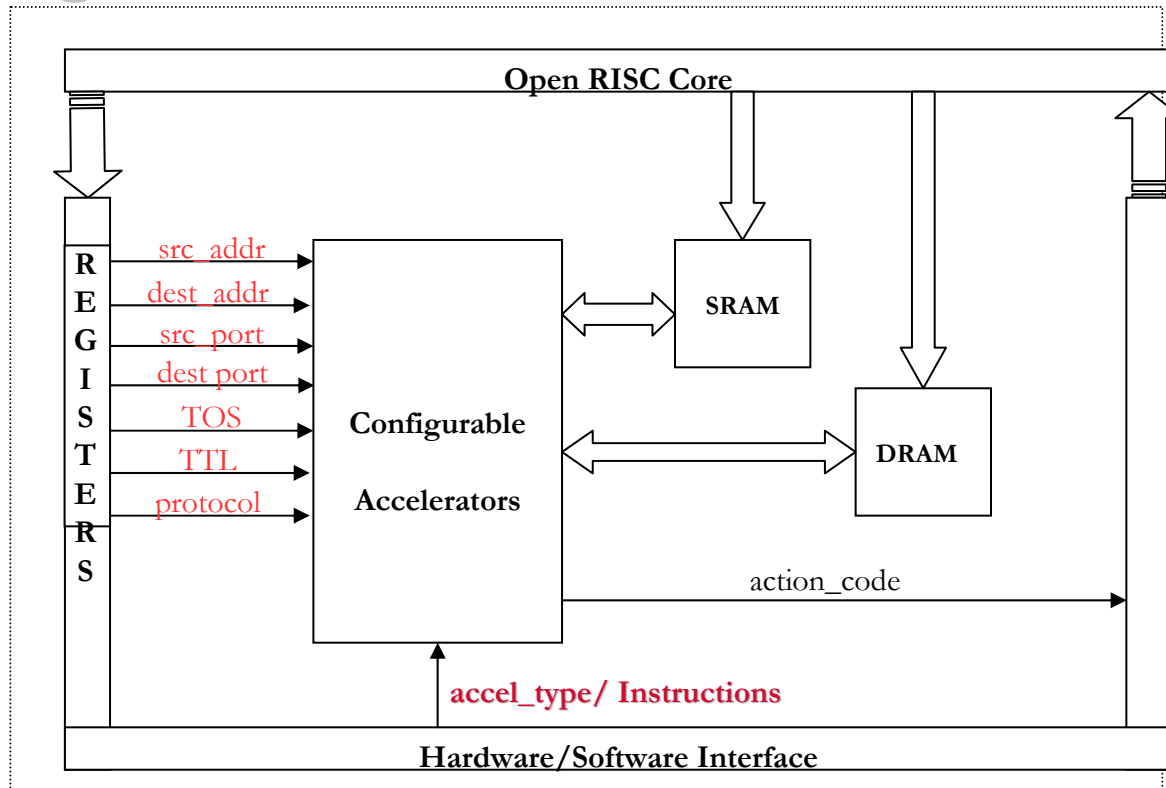 Open RISC Core
REGISTERS
src_addr
dest_addr
src_port
dest port
TOS
TTL
protocol
Configurable
Accelerators
SRAM
DRAM
action_code
accel_type/ Instructions
Hardware/Software Interface